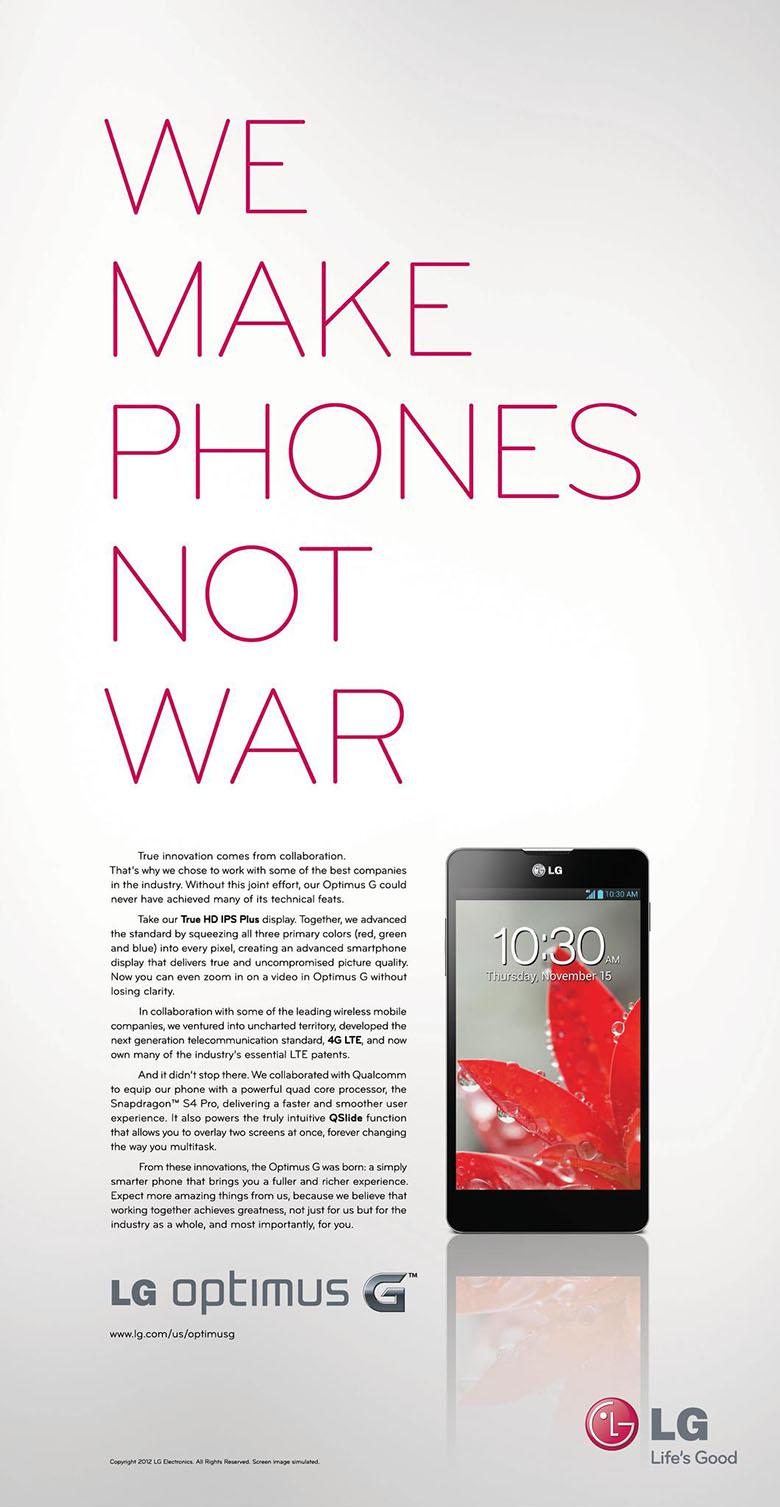 WE
MAKE
PHONES
NOT
WAR
True innovation comes from collaboration.
That's why we chose to work with some of the best companies
in the industry. Without this joint effort, our Optimus G could
never have achieved many of its technical feats.
Take our True HD IPS Plus display. Together, we advanced
the standard by squeezing all three primary colors (red, green
and blue) into every pixel, creating an advanced smartphone
display that delivers true and uncompromised picture quality.
Now you can even zoom in on a video in Optimus G without
losing clarity.
In collaboration with some of the leading wireless mobile
companies, we ventured into uncharted territory, developed the
next generation telecommunication standard, 4G LTE, and now
own many of the industry's essential LTE patents.
And it didn't stop there. We collaborated with Qualcomm
to equip our phone with a powerful quad core processor, the
Snapdragon™ S4 Pro, delivering a faster and smoother user
experience. It also powers the truly intuitive QSlide function
that allows you to overlay two screens at once, forever changing
the way you multitask.
From these innovations, the Optimus G was born: a simply
smarter phone that brings you a fuller and richer experience.
Expect more amazing things from us, because we believe that
working together achieves greatness, not just for us but for the
industry as a whole, and most importantly, for you.
LG
10:30 AM
10:30 AM
Thursday, November 15
LG optimus G™
www.lg.com/us/optimusg
LG
Life's Good
Copyright 2012 LG Electronics. All Rights Reserved. Screen image simulated.